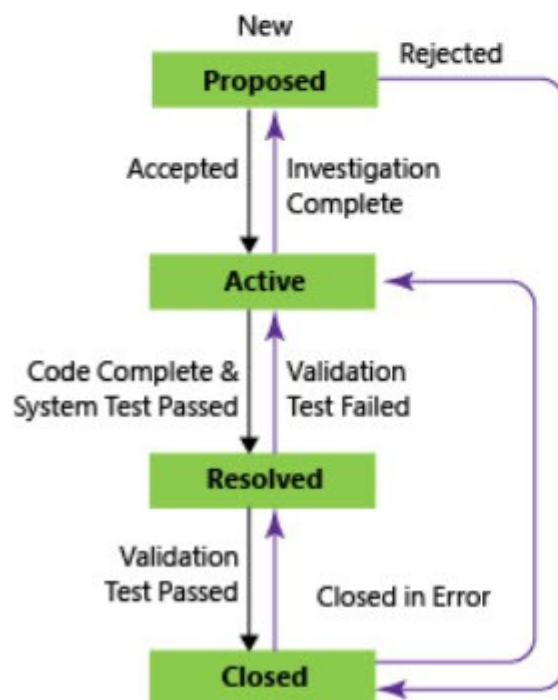 New
Rejected
Proposed
Accepted
Investigation
Complete
Active
Code Complete &
System Test Passed
Validation
Test Failed
Resolved
Validation
Test Passed
Closed in Error
Closed